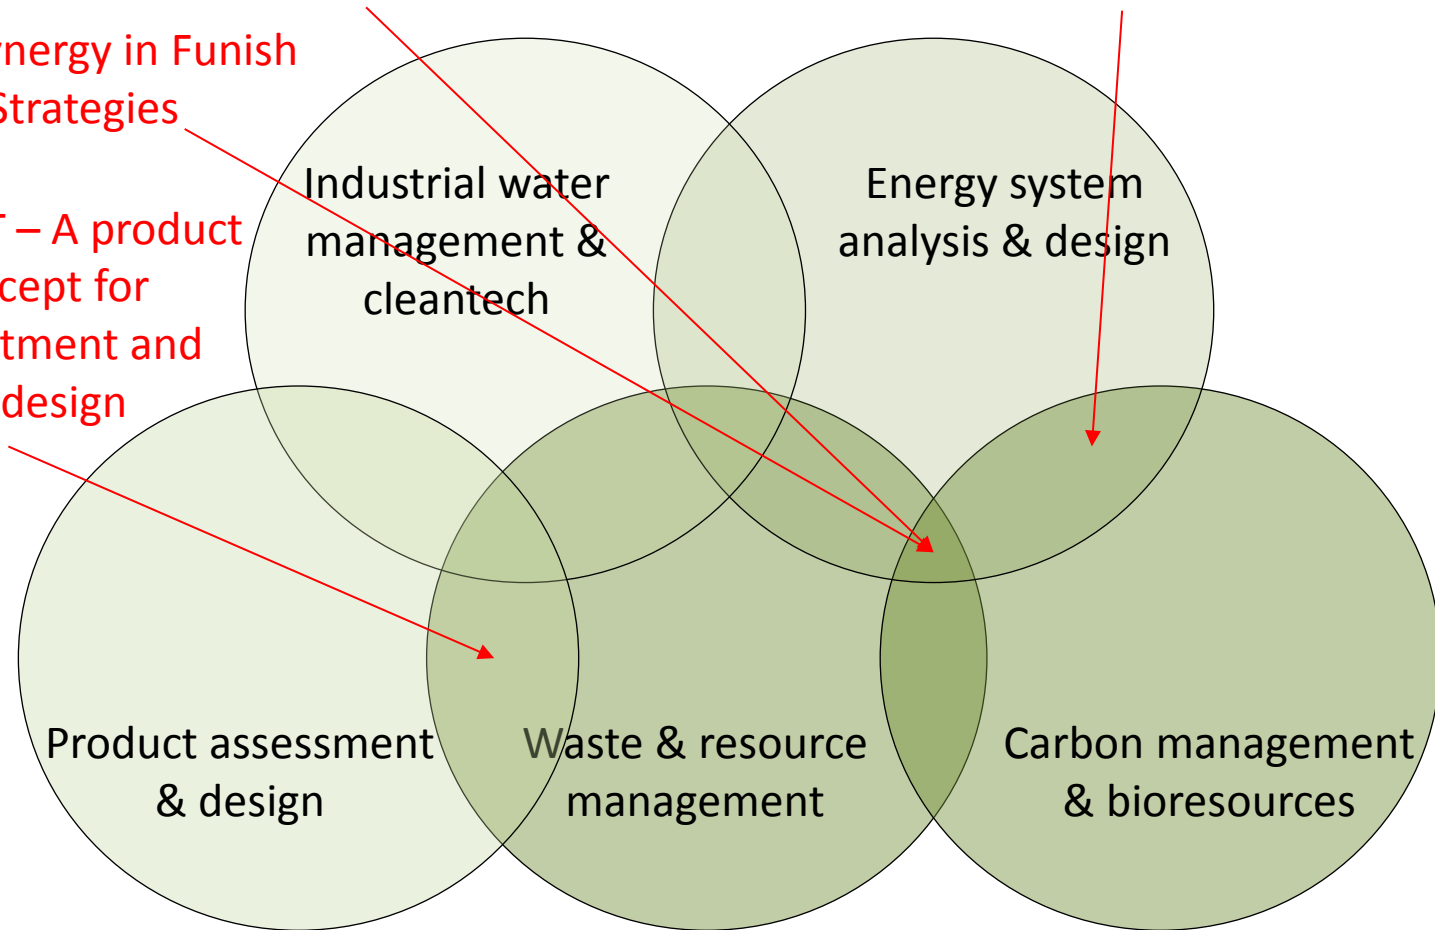 nergy in Funish
Strategies
– A product
cept for
tment and
design
Industrial water
management &
cleantech
Energy system
analysis & design
Product assessment
& design
Waste & resource
management
Carbon management
& bioresources